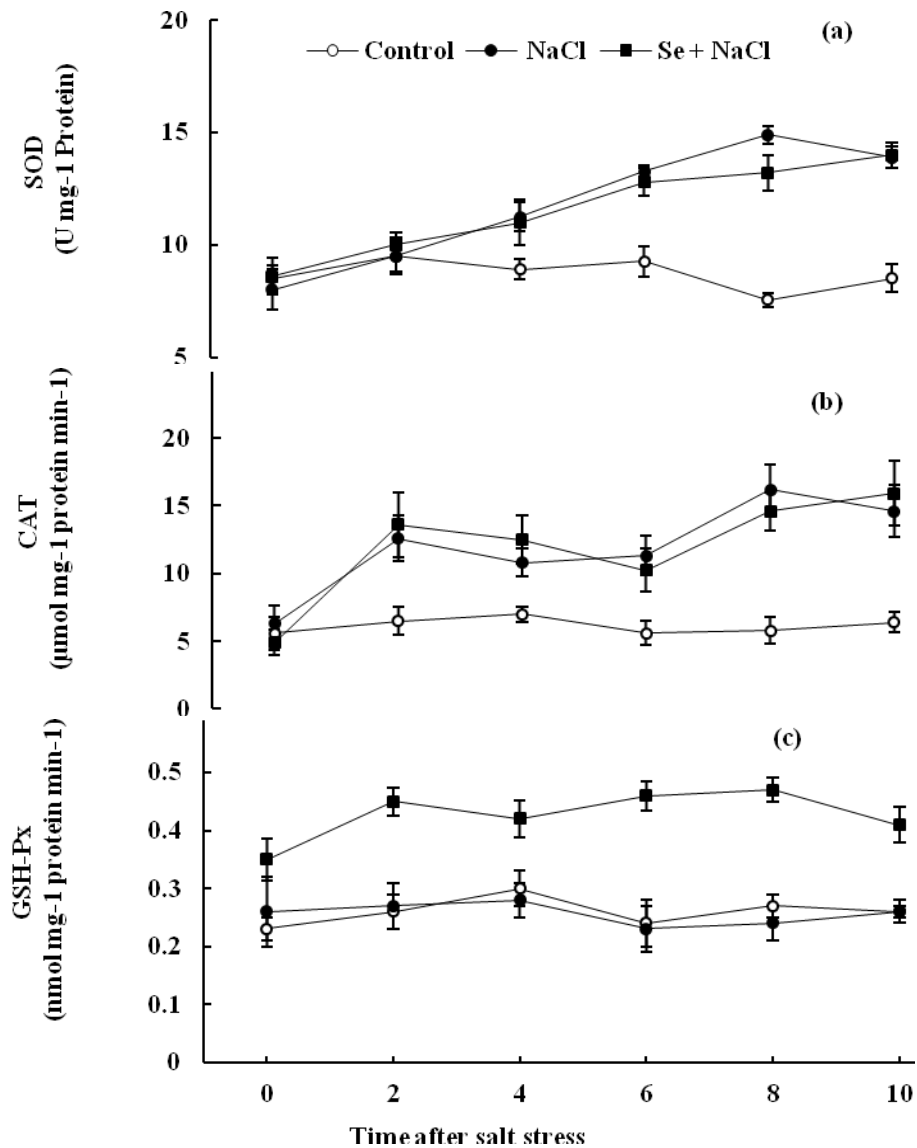 20
(a)
Control NaCl Se + NaCl
15
10
5
SOD
(U mg-1 Protein)
(b)
20
15
10
5
0
CAT
(µmol mg-1 protein min-1)
(c)
0.5
0.4
0.3
0.2
0.1
0
GSH-Px
(nmol mg-1 protein min-1)
0 2 4 6 8 10
Time after salt stress